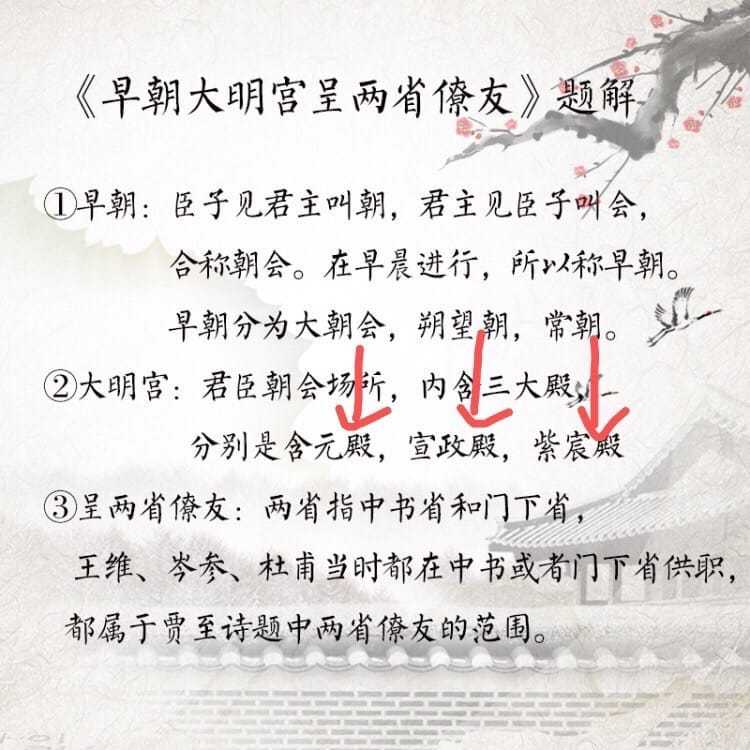 《早朝大明宫呈两省僚友》题解
①早朝：臣子见君主叫朝，君主见臣子叫会，
合称朝会。在早晨进行，所以称早朝。
早朝分为大朝会，朔望朝，常朝。
②大明宫：君臣朝会场所，内含三大殿，
分别是含元殿，宣政殿，紫宸殿
③呈两省僚友：两省指中书省和门下省，
王维、岑参、杜甫当时都在中书或者门下省供职，
都属于贾至诗题中两省僚友的范围。